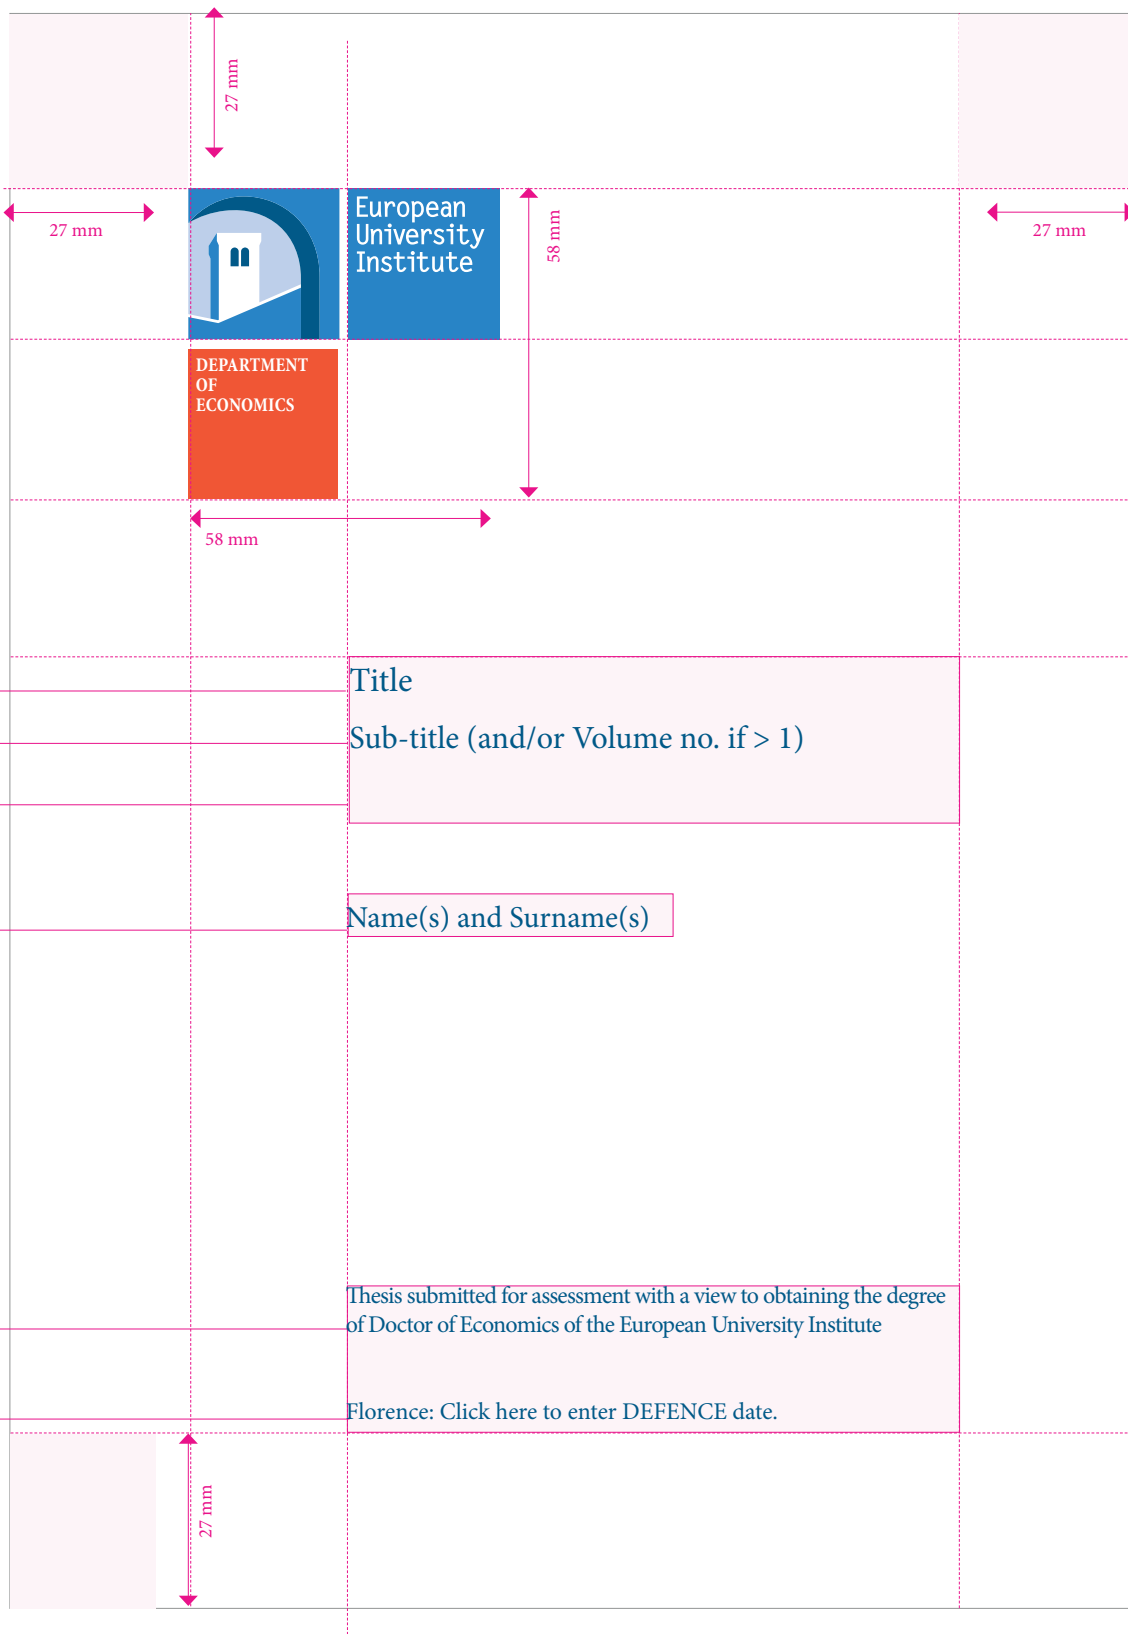 27 mm
27 mm
European
University
Institute
58 mm
27 mm
DEPARTMENT
OF
ECONOMICS
58 mm
Title
Sub-title (and/or Volume no. if > 1)
Name(s) and Surname(s)
Thesis submitted for assessment with a view to obtaining the degree
of Doctor of Economics of the European University Institute
Florence: Click here to enter DEFENCE date.
27 mm